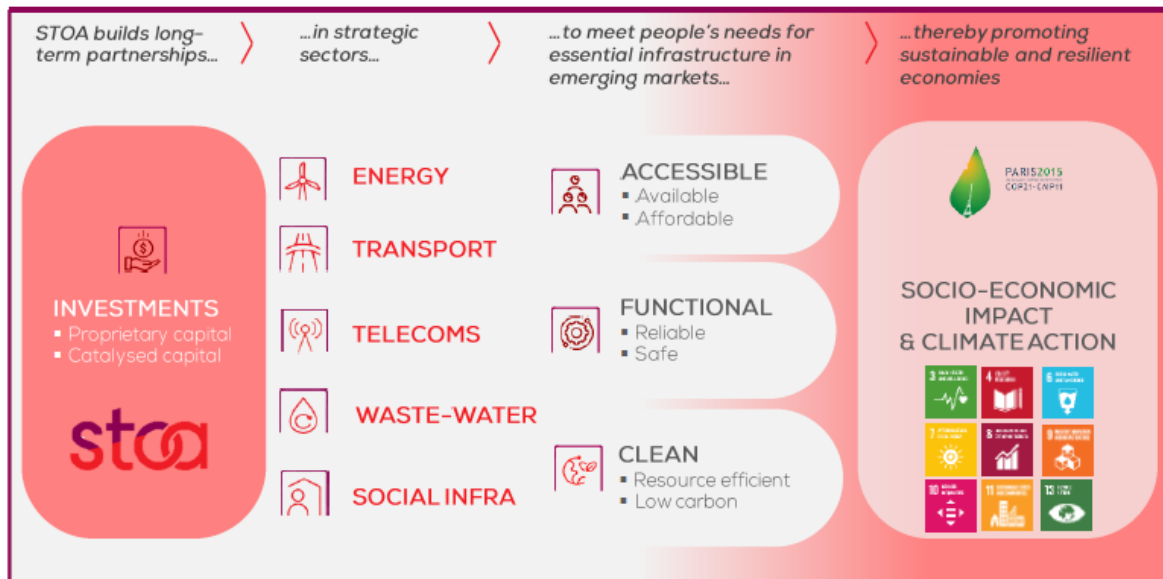 STOA builds long-
term partnerships...
...in strategic
sectors...
...to meet people's needs for
essential infrastructure in
emerging markets...
...thereby promoting
sustainable and resilient
economies
INVESTMENTS
▪ Proprietary capital
▪ Catalysed capital
stoa
ENERGY
TRANSPORT
TELECOMS
WASTE-WATER
SOCIAL INFRA
ACCESSIBLE
▪ Available
▪ Affordable
FUNCTIONAL
▪ Reliable
▪ Safe
CLEAN
▪ Resource efficient
▪ Low carbon
PARIS2015
COP21·CMP11
SOCIO-ECONOMIC
IMPACT
& CLIMATE ACTION
3
4
6
7
8
9
10
11
13